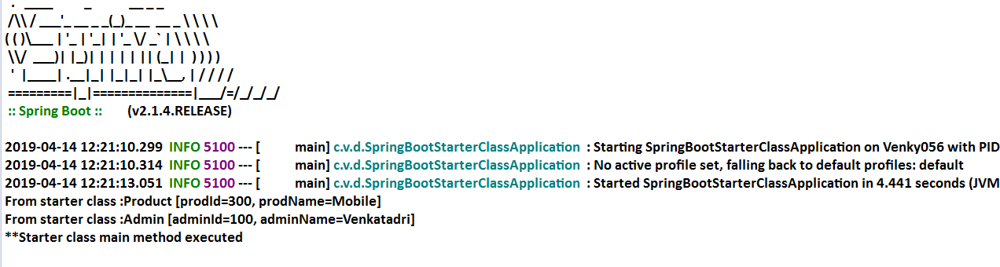 .   ____          _            __ _ _
 /\\ / ___'_ __ _ _(_)_ __  __ _ \ \ \ \
( ( )\___ | '_ | '_| | '_ \/ _` | \ \ \ \
 \\/  ___)| |_)| | | | | || (_| |  ) ) ) )
  '  |____| .__|_| |_|_| |_\__, | / / / /
 =========|_|==============|___/=/_/_/_/
 :: Spring Boot ::        (v2.1.4.RELEASE)
2019-04-14 12:21:10.299  INFO 5100 --- [           main] c.v.d.SpringBootStarterClassApplication  : Starting SpringBootStarterClassApplication on Venky056 with PID
2019-04-14 12:21:10.314  INFO 5100 --- [           main] c.v.d.SpringBootStarterClassApplication  : No active profile set, falling back to default profiles: default
2019-04-14 12:21:13.051  INFO 5100 --- [           main] c.v.d.SpringBootStarterClassApplication  : Started SpringBootStarterClassApplication in 4.441 seconds (JVM
From starter class :Product [prodId=300, prodName=Mobile]
From starter class :Admin [adminId=100, adminName=Venkatadri]
**Starter class main method executed